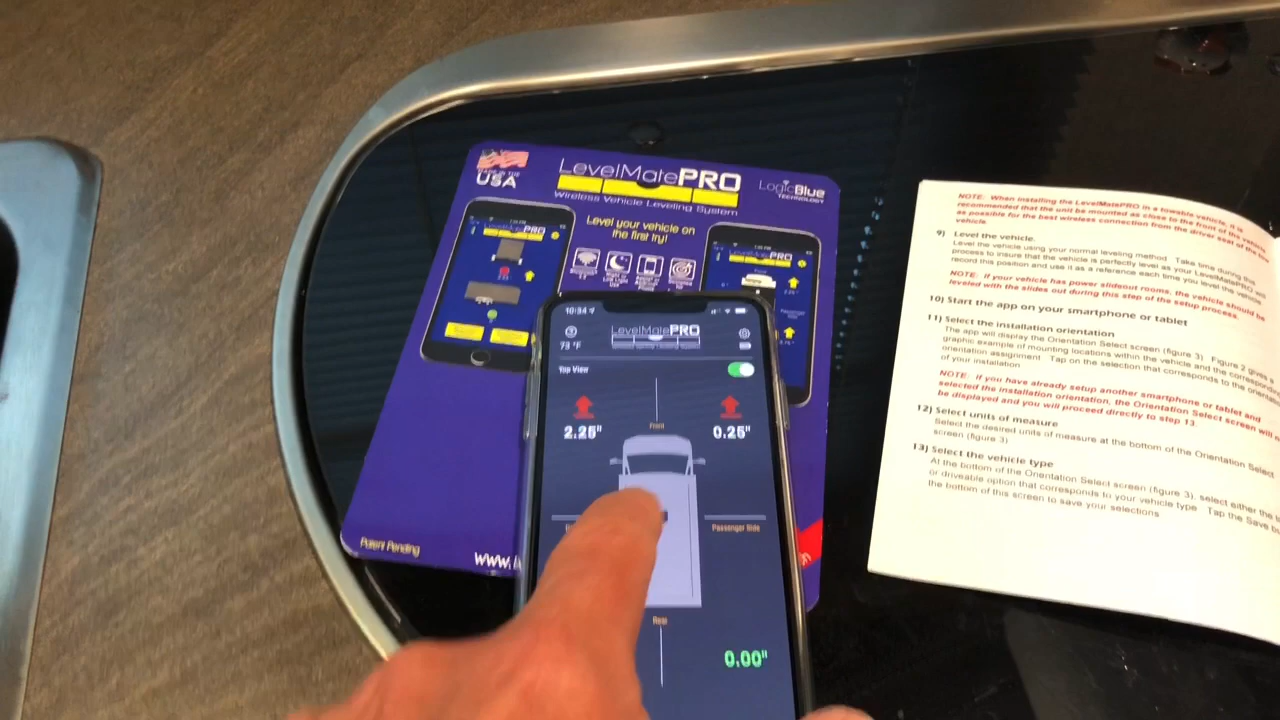 MADE IN THE
USA
LevelMatePRO
Wireless Vehicle Leveling System
LogicBlue
TECHNOLOGY
Level your vehicle on
the first try!
LevelMatePRO
LevelMatePRO
Patent Pending
www.
10:34
LevelMatePRO
73 °F
Top View
2.25"
0.25"
Front
Passenger Side
Rear
0.00"
NOTE: When installing the LevelMatePRO in a towable vehicle, it is
recommended that the unit be mounted as close to the front of the vehicle
as possible for the best wireless connection from the driver seat of the tow
vehicle.
9) Level the vehicle.
Level the vehicle using your normal leveling method Take time during this
process to insure that the vehicle is perfectly level as your LevelMatePRO will
record this position and use it as a reference each time you level the vehicle
NOTE: If your vehicle has power slideout rooms, the vehicle should be
leveled with the slides out during this step of the setup process.
10) Start the app on your smartphone or tablet
11) Select the installation orientation
The app will display the Orientation Select screen (figure 3). Figure 2 gives a
graphic example of mounting locations within the vehicle and the
orientation assignment Tap on the selection that corresponds to the
of your installation
NOTE: If you have already setup another smartphone or tablet and
selected the installation orientation, the Orientation Select screen will
be displayed and you will proceed directly to step 13.
12) Select units of measure
Select the desired units of measure at the bottom of the Orientation Select
screen (figure 3)
13) Select the vehicle type
At the bottom of the Orientation Select screen (figure 3), select either the
or driveable option that corresponds to your vehicle type Tap the Save
the bottom of this screen to save your selections